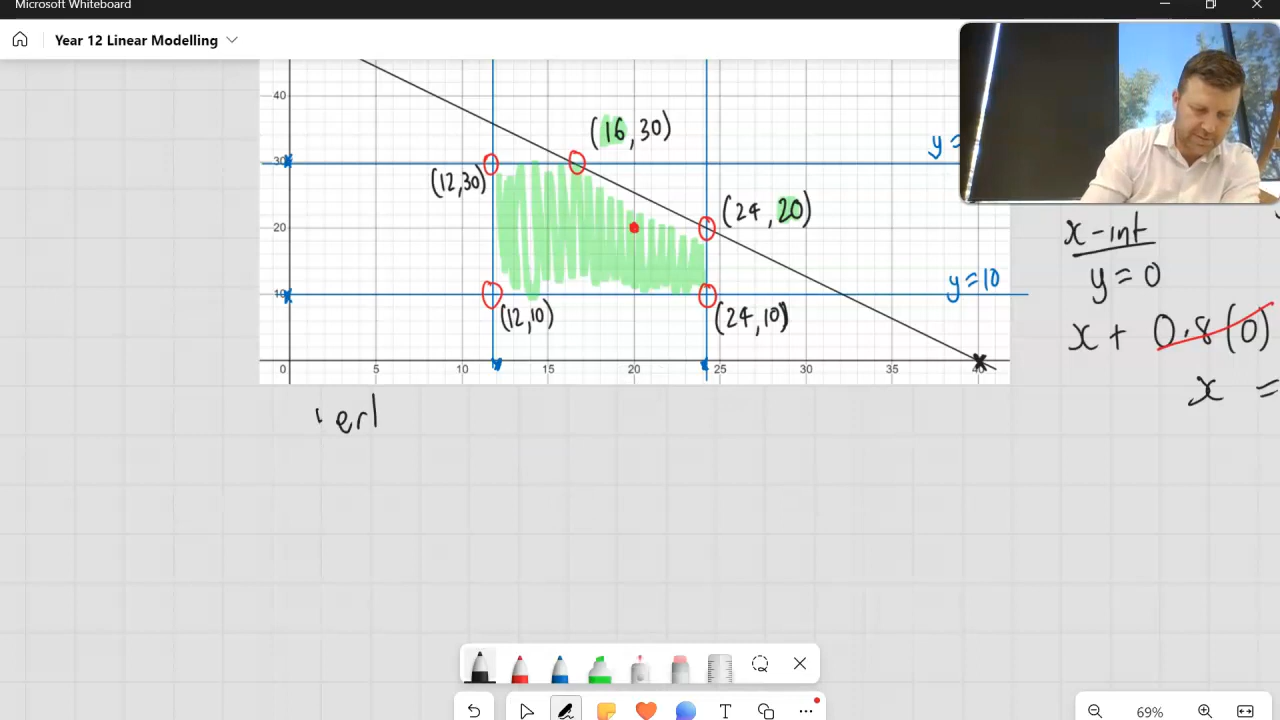 Microsoft Whiteboard
Year 12 Linear Modelling
40
30
20
10
0
5
10
15
20
25
30
35
40
(16,30)
(12,30)
(24,20)
(12,10)
(24,10)
y=
y=10
x-int
y=0
x + 0.8(0)
x =
erl
69%